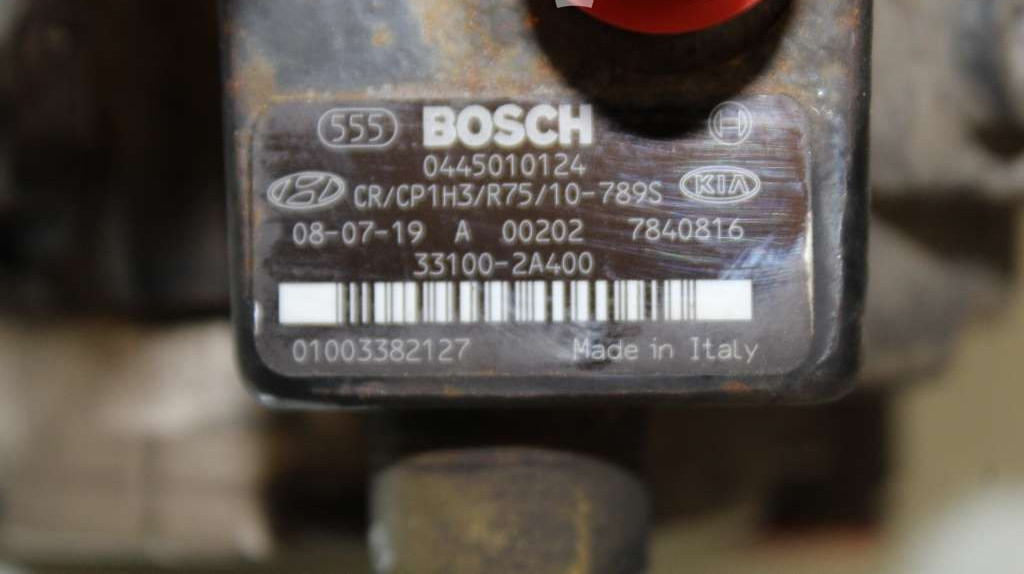 555 BOSCH
0445010124
CR/CP1H3/R75/10-789S KIA
08-07-19 A 00202 7840816
33100-2A400
01003382127 Made in Italy